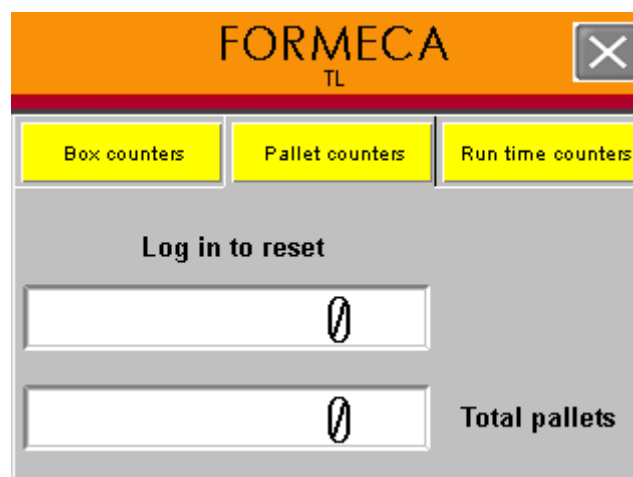 FORMECA
TL
Box counters Pallet counters Run time counters
Log in to reset
0
0 Total pallets